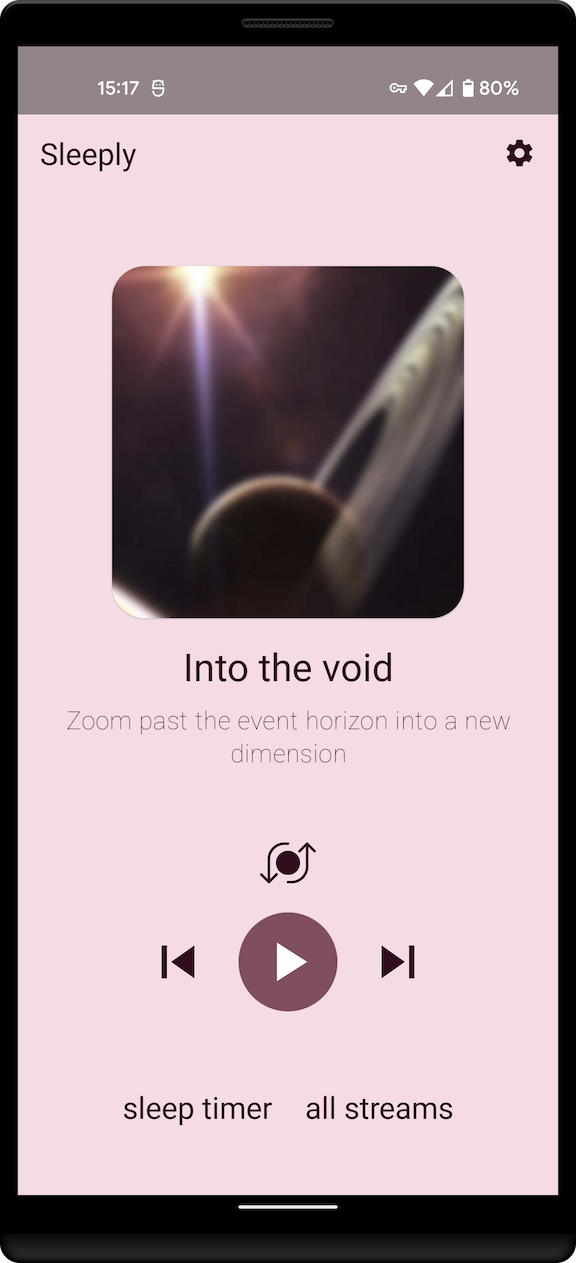 15:17 80%
Sleeply
Into the void
Zoom past the event horizon into a new
dimension
sleep timer all streams